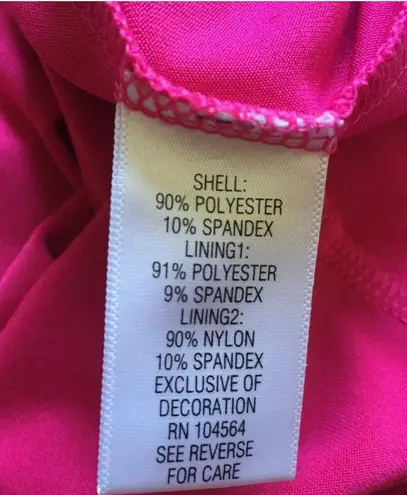 SHELL:
90% POLYESTER
10% SPANDEX
LINING1:
91% POLYESTER
9% SPANDEX
LINING2:
90% NYLON
10% SPANDEX
EXCLUSIVE OF
DECORATION
RN 104564
SEE REVERSE
FOR CARE